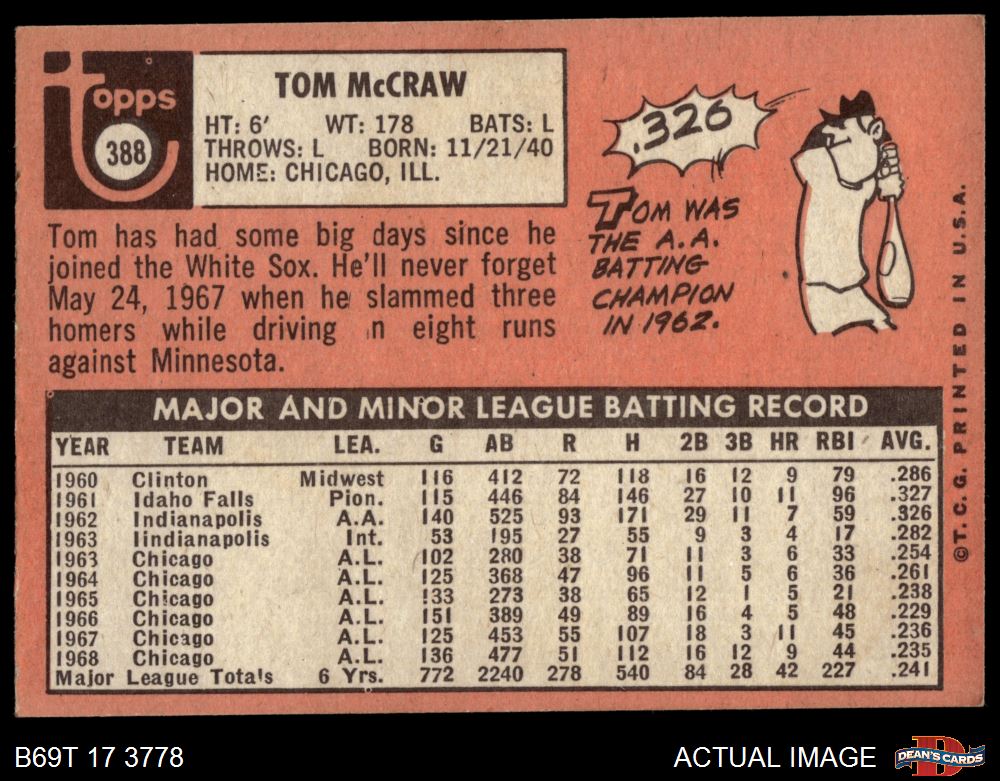 Topps
388
TOM McCRAW
HT: 6' WT: 178 BATS: L
THROWS: L BORN: 11/21/40
HOME: CHICAGO, ILL.
Tom has had some big days since he
joined the White Sox. He'll never forget
May 24, 1967 when he slammed three
homers while driving n eight runs
against Minnesota.
.326
TOM WAS
THE A.A.
BATTING
CHAMPION
IN 1962.
MAJOR AND MINOR LEAGUE BATTING RECORD
YEAR TEAM LEA. G AB R H 2B 3B HR RBI AVG.
1960 Clinton Midwest 116 412 72 118 16 12 9 79 .286
1961 Idaho Falls Pion. 115 446 84 146 27 10 11 96 .327
1962 Indianapolis A.A. 140 525 93 171 29 11 7 59 .326
1963 Iindianapolis Int. 53 195 27 55 9 3 4 17 .282
1963 Chicago A.L. 102 280 38 71 11 3 6 33 .254
1964 Chicago A.L. 125 368 47 96 11 5 6 36 .261
1965 Chicago A.L. 133 273 38 65 12 1 5 21 .238
1966 Chicago A.L. 151 389 49 89 16 4 5 48 .229
1967 Chicago A.L. 125 453 55 107 18 3 11 45 .236
1968 Chicago A.L. 136 477 51 112 16 12 9 44 .235
Major League Totals 6 Yrs. 772 2240 278 540 84 28 42 227 .241
©T. C. G. PRINTED IN U.S.A.
B69T 17 3778
ACTUAL IMAGE
D
DEAN'S CARDS